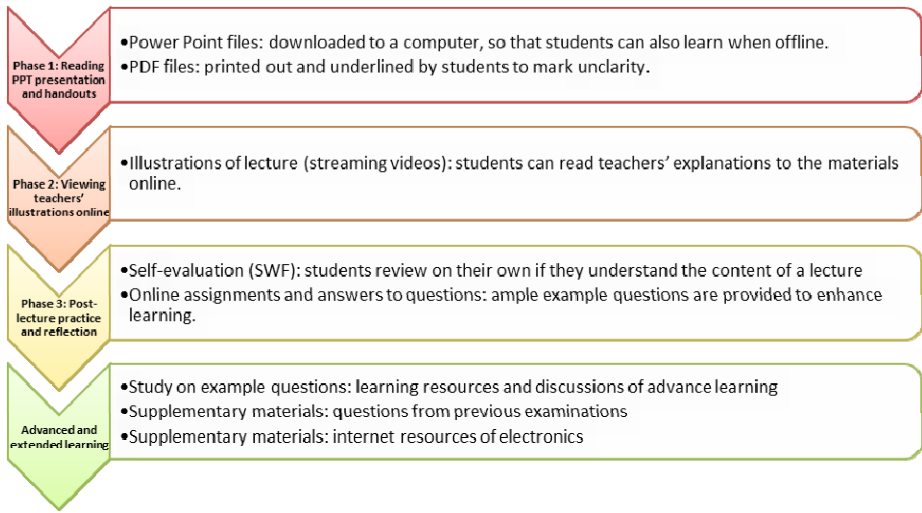 Phase 1: Reading
PPT presentation
and handouts
•Power Point files: downloaded to a computer, so that students can also learn when offline.
•PDF files: printed out and underlined by students to mark unclarity.
Phase 2: Viewing
teachers'
illustrations online
•Illustrations of lecture (streaming videos): students can read teachers' explanations to the materials
online.
Phase 3: Post-
lecture practice
and reflection
•Self-evaluation (SWF): students review on their own if they understand the content of a lecture
•Online assignments and answers to questions: ample example questions are provided to enhance
learning.
Advanced and
extended learning
•Study on example questions: learning resources and discussions of advance learning
•Supplementary materials: questions from previous examinations
•Supplementary materials: internet resources of electronics